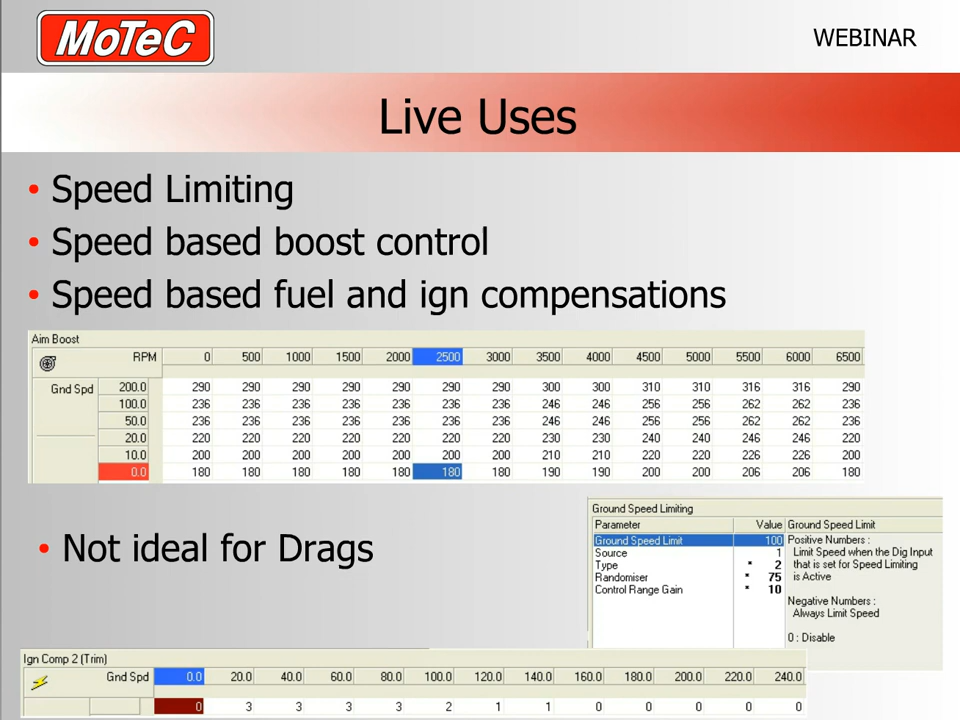 MoTeC
WEBINAR
Live Uses
• Speed Limiting
• Speed based boost control
• Speed based fuel and ign compensations
Aim Boost
RPM 0 500 1000 1500 2000 2500 3000 3500 4000 4500 5000 5500 6000 6500
Gnd Spd 200.0 290 290 290 290 290 290 290 300 300 310 310 316 316 290
100.0 236 236 236 236 236 236 236 246 246 256 256 262 262 236
50.0 236 236 236 236 236 236 236 246 246 256 256 262 262 236
20.0 220 220 220 220 220 220 220 230 230 240 240 246 246 220
10.0 200 200 200 200 200 200 200 210 210 220 220 226 226 200
0.0 180 180 180 180 180 180 180 190 190 200 200 206 206 180
• Not ideal for Drags
Ground Speed Limiting
Parameter Value Ground Speed Limit
Ground Speed Limit 100 Positive Numbers :
Source 1 Limit Speed when the Dig Input
Type * 2 that is set for Speed Limiting
Randomiser * 75 is Active
Control Range Gain * 10
Negative Numbers :
Always Limit Speed
0 : Disable
Ign Comp 2 (Trim)
Gnd Spd 0.0 20.0 40.0 60.0 80.0 100.0 120.0 140.0 160.0 180.0 200.0 220.0 240.0
0 3 3 3 3 2 1 1 0 0 0 0 0